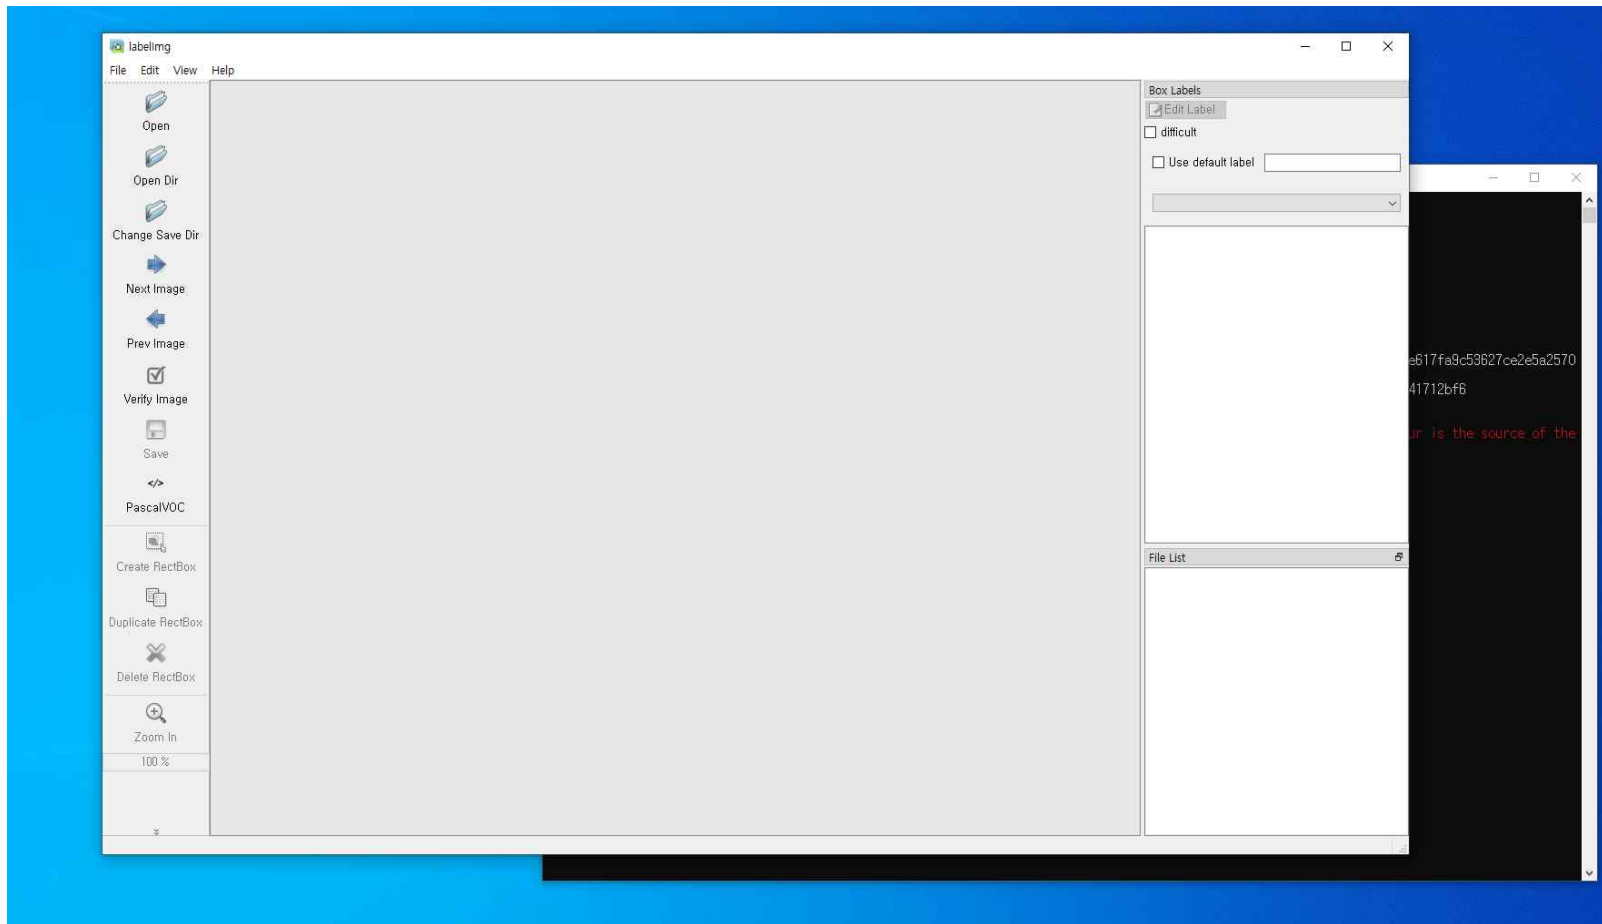 labelImg
File Edit View Help
Open
Open Dir
Change Save Dir
Next Image
Prev Image
Verify Image
Save
</>
PascalVOC
Create RectBox
Duplicate RectBox
Delete RectBox
Zoom In
100 %
Box Labels
Edit Label
difficult
Use default label
File List
e617fa9c53627ce2e5a2570
41712bf6
ur is the source of the